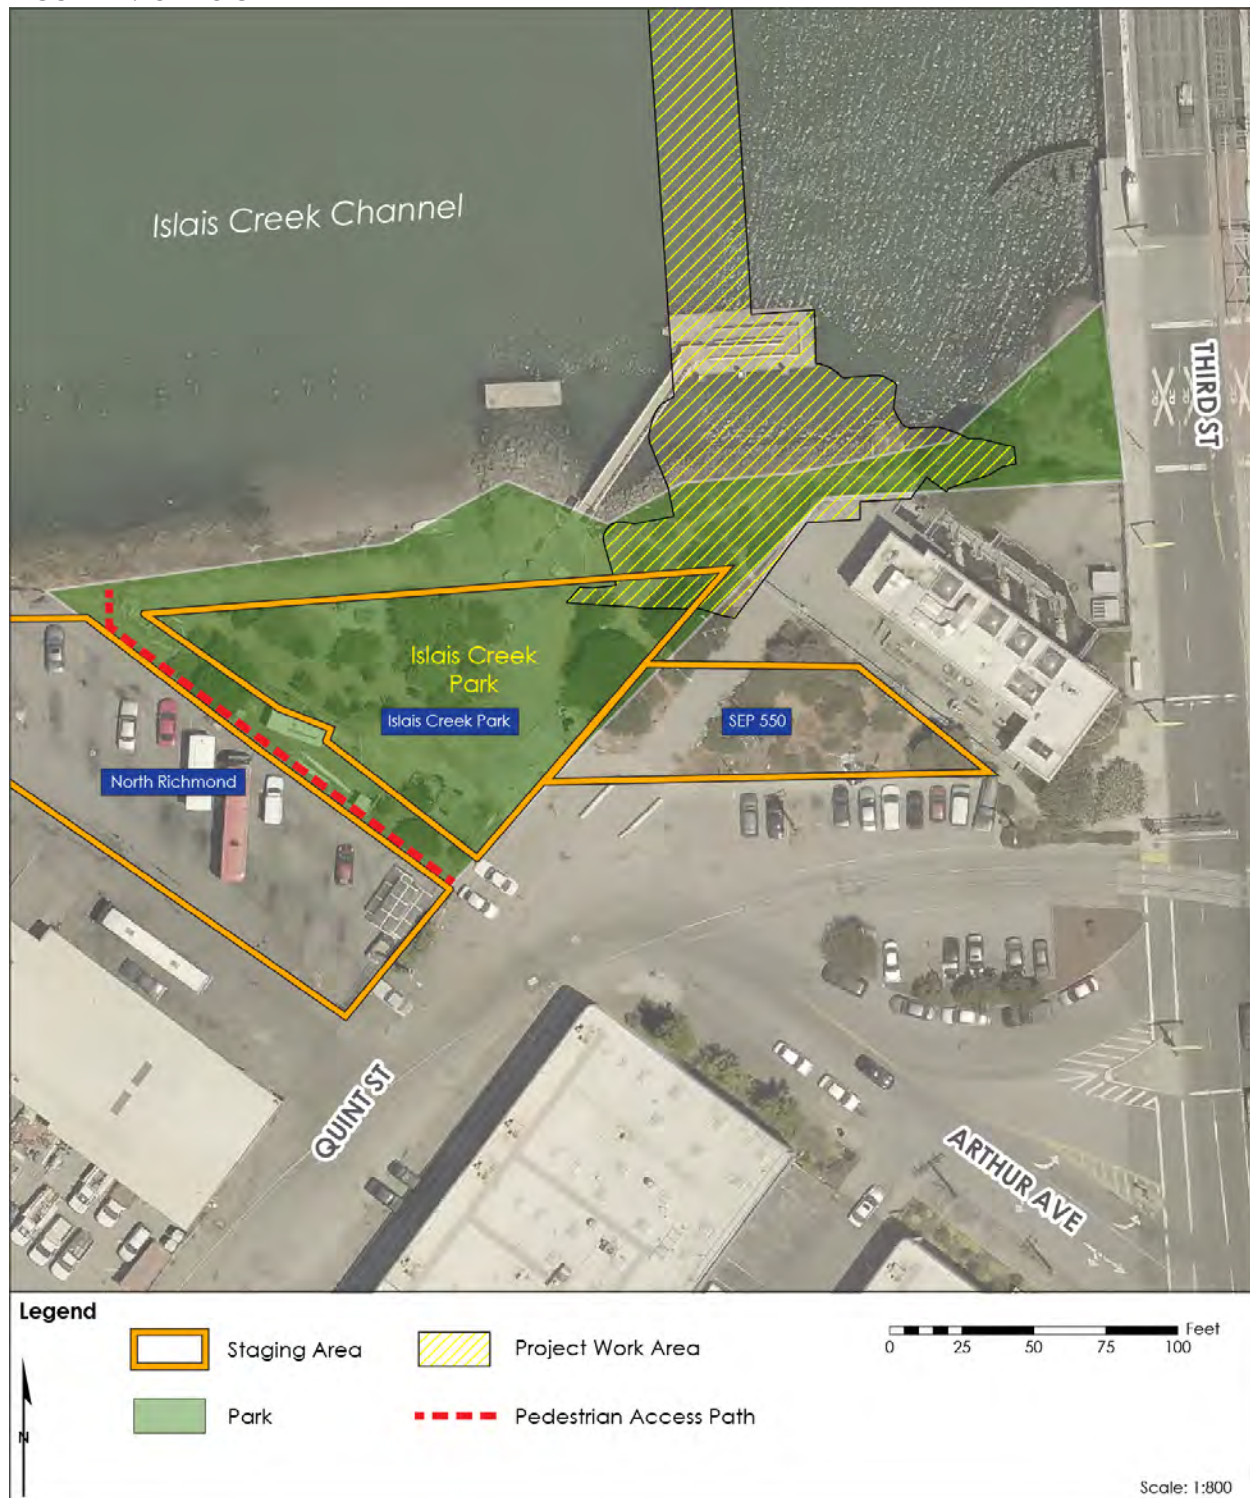 Islais Creek Channel
THIRD ST
Islais Creek
Park
Islais Creek Park
SEP 550
North Richmond
QUINT ST
ARTHUR AVE
Legend
Staging Area
Project Work Area
Feet
0 25 50 75 100
Park
Pedestrian Access Path
N
Scale: 1:800